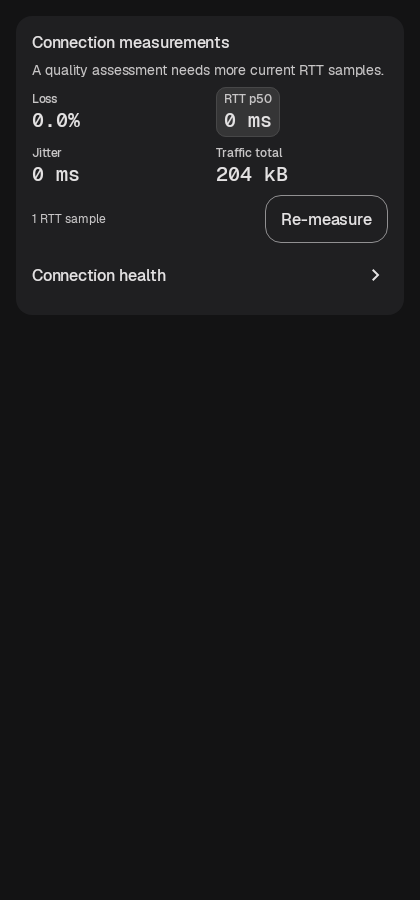 Connection measurements
A quality assessment needs more current RTT samples.
Loss
0.0%
RTT p50
0 ms
Jitter
0 ms
Traffic total
204 kB
1 RTT sample
Re-measure
Connection health